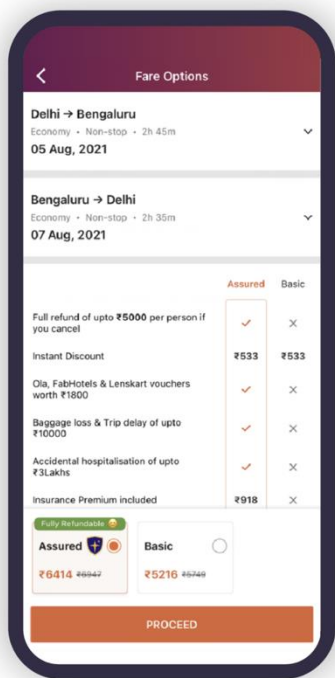 Fare Options
Delhi → Bengaluru
Economy • Non-stop • 2h 45m
05 Aug, 2021
Bengaluru → Delhi
Economy • Non-stop • 2h 35m
07 Aug, 2021
Assured Basic
Full refund of upto ₹5000 per person if
you cancel
Instant Discount ₹533 ₹533
Ola, FabHotels & Lenskart vouchers
worth ₹1800
Baggage loss & Trip delay of upto
₹10000
Accidental hospitalisation of upto
₹3Lakhs
Insurance Premium included ₹918
Fully Refundable
Assured Basic
₹6414 ₹6947 ₹5216 ₹5749
PROCEED